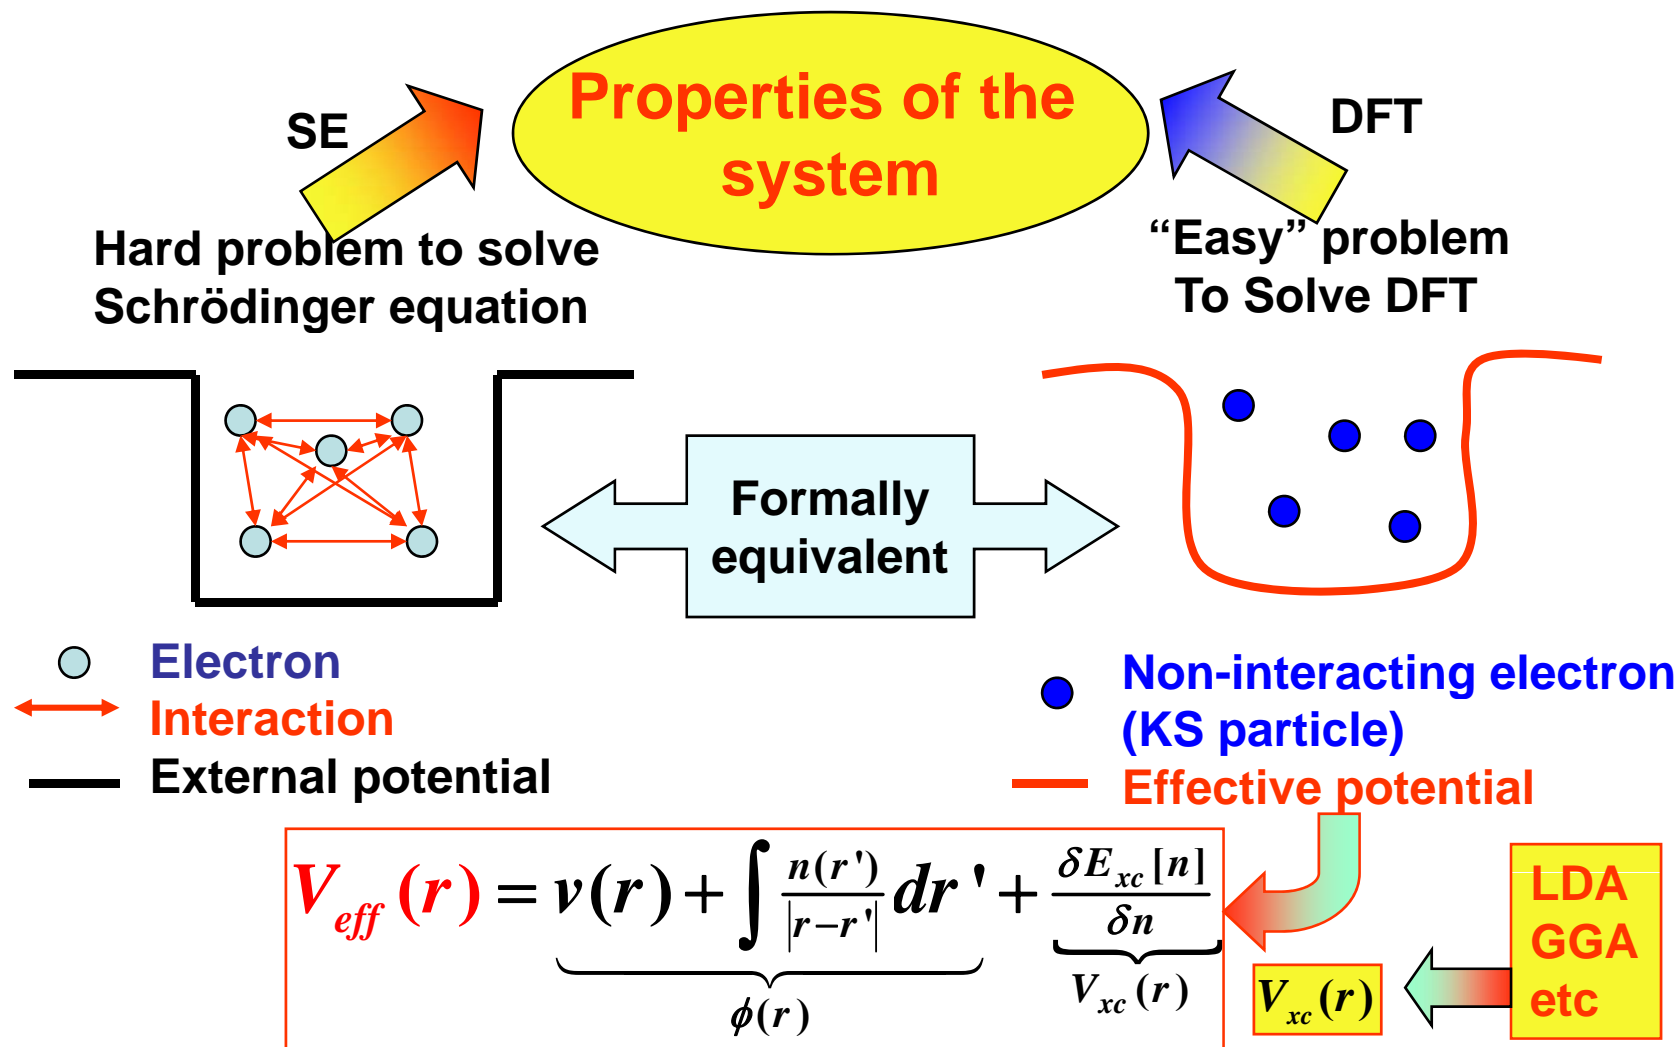 Properties of the
system
SE
DFT
Hard problem to solve
Schrödinger equation
“Easy” problem
To Solve DFT
Formally
equivalent
Electron
Interaction
External potential
Non-interacting electron
(KS particle)
Effective potential
V_eff (r) = v(r) + ∫ n(r') / |r−r'| dr' + δE_xc[n] / δn
ϕ(r)
V_xc (r)
V_xc (r)
LDA
GGA
etc